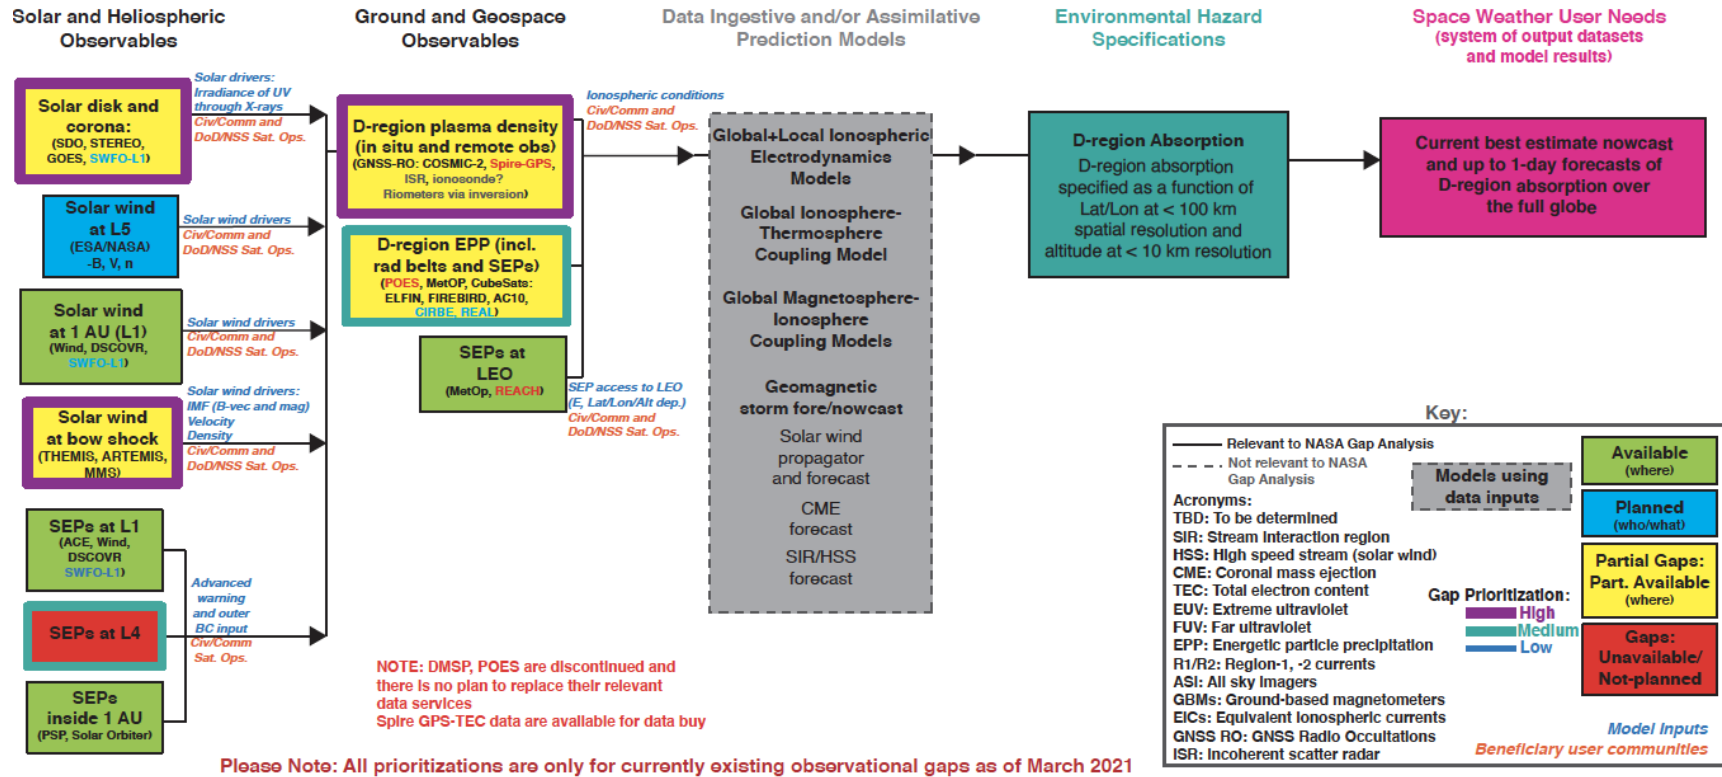 Solar and Heliospheric
Observables
Ground and Geospace
Observables
Data Ingestive and/or Assimilative
Prediction Models
Environmental Hazard
Specifications
Space Weather User Needs
(system of output datasets
and model results)
Solar disk and
corona:
(SDO, STEREO,
GOES, SWFO-L1)
Solar drivers:
Irradiance of UV
through X-rays
Civ/Comm and
DoD/NSS Sat. Ops.
Solar wind
at L5
(ESA/NASA)
-B, V, n
Solar wind drivers
Civ/Comm and
DoD/NSS Sat. Ops.
Solar wind
at 1 AU (L1)
(Wind, DSCOVR,
SWFO-L1)
Solar wind drivers
Civ/Comm and
DoD/NSS Sat. Ops.
Solar wind
at bow shock
(THEMIS, ARTEMIS,
MMS)
Solar wind drivers:
IMF (B-vec and mag)
Velocity
Density
Civ/Comm and
DoD/NSS Sat. Ops.
SEPs at L1
(ACE, Wind,
DSCOVR
SWFO-L1)
SEPs at L4
SEPs
inside 1 AU
(PSP, Solar Orbiter)
Advanced
warning
and outer
BC input
Civ/Comm
Sat. Ops.
D-region plasma density
(in situ and remote obs)
(GNSS-RO: COSMIC-2, Spire-GPS,
ISR, ionosonde?
Riometers via inversion)
D-region EPP (incl.
rad belts and SEPs)
(POES, MetOP, CubeSats:
ELFIN, FIREBIRD, AC10,
CIRBE, REAL)
SEPs at
LEO
(MetOp, REACH)
Ionospheric conditions
Civ/Comm and
DoD/NSS Sat. Ops.
SEP access to LEO
(E, Lat/Lon/Alt dep.)
Civ/Comm and
DoD/NSS Sat. Ops.
Global+Local Ionospheric
Electrodynamics
Models
Global Ionosphere-
Thermosphere
Coupling Model
Global Magnetosphere-
Ionosphere
Coupling Models
Geomagnetic
storm fore/nowcast
Solar wind
propagator
and forecast
CME
forecast
SIR/HSS
forecast
D-region Absorption
D-region absorption
specified as a function of
Lat/Lon at < 100 km
spatial resolution and
altitude at < 10 km resolution
Current best estimate nowcast
and up to 1-day forecasts of
D-region absorption over
the full globe
NOTE: DMSP, POES are discontinued and
there is no plan to replace their relevant
data services
Spire GPS-TEC data are available for data buy
Key:
Relevant to NASA Gap Analysis
Not relevant to NASA
Gap Analysis
Acronyms:
TBD: To be determined
SIR: Stream Interaction region
HSS: High speed stream (solar wind)
CME: Coronal mass ejection
TEC: Total electron content
EUV: Extreme ultraviolet
FUV: Far ultraviolet
EPP: Energetic particle precipitation
R1/R2: Region-1, -2 currents
ASI: All sky imagers
GBMs: Ground-based magnetometers
EICs: Equivalent ionospheric currents
GNSS RO: GNSS Radio Occultations
ISR: Incoherent scatter radar
Models using
data inputs
Gap Prioritization:
High
Medium
Low
Available
(where)
Planned
(who/what)
Partial Gaps:
Part. Available
(where)
Gaps:
Unavailable/
Not-planned
Model inputs
Beneficiary user communities
Please Note: All prioritizations are only for currently existing observational gaps as of March 2021